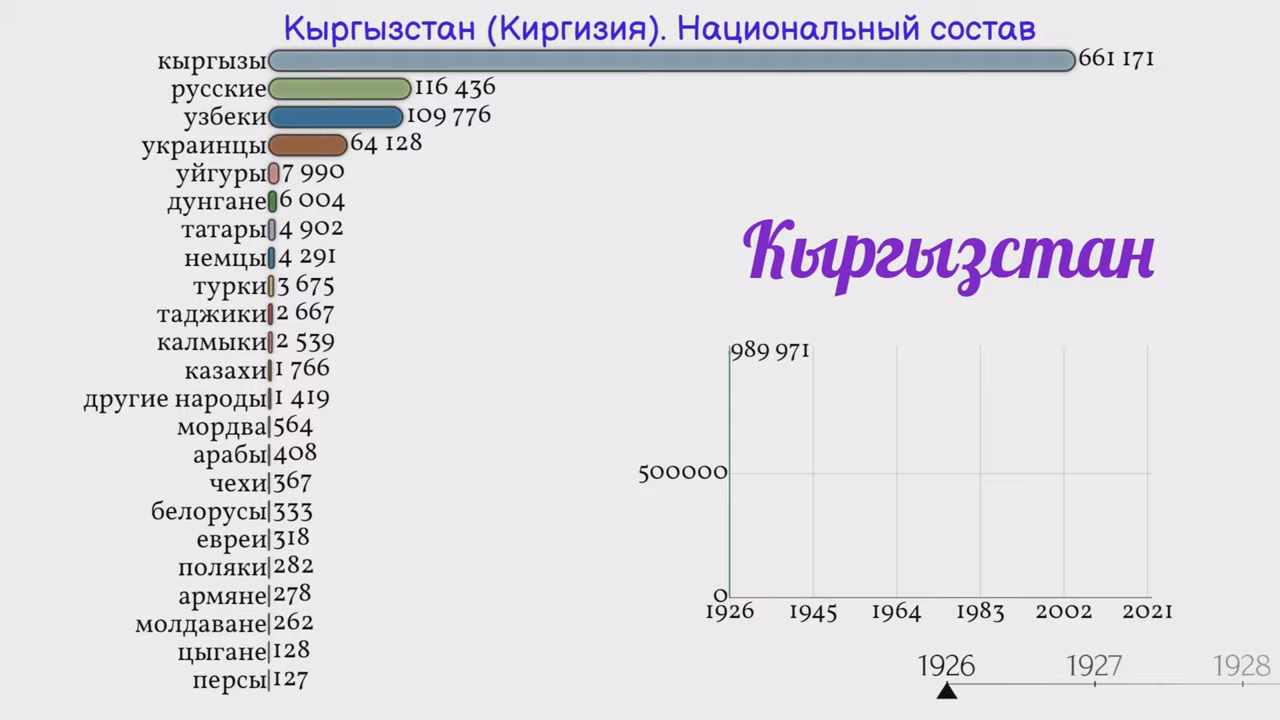 Кыргызстан (Киргизия). Национальный состав
кыргызы 661 171
русские 116 436
узбеки 109 776
украинцы 64 128
уйгуры 7 990
дунгане 6 004
татары 4 902
немцы 4 291
турки 3 675
таджики 2 667
калмыки 2 539
казахи 1 766
другие народы 1 419
мордва 564
арабы 408
чехи 367
белорусы 333
евреи 318
поляки 282
армяне 278
молдаване 262
цыгане 128
персы 127
Кыргызстан
989 971
500000
0
1926 1945 1964 1983 2002 2021
1926 1927 1928